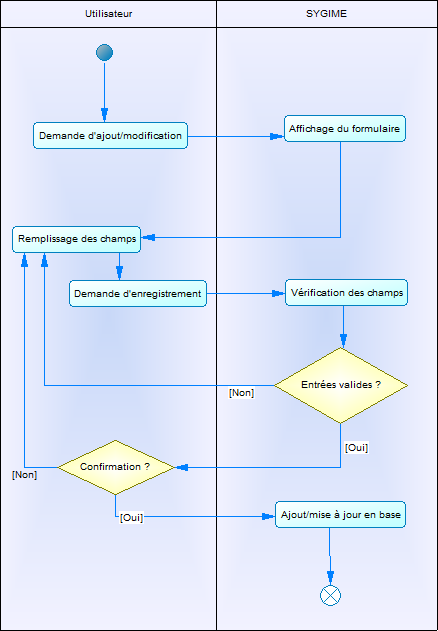 Utilisateur
SYGIME
Demande d'ajout/modification
Affichage du formulaire
Remplissage des champs
Demande d'enregistrement
Vérification des champs
Entrées valides ?
[Non]
[Oui]
Confirmation ?
[Non]
[Oui]
Ajout/mise à jour en base